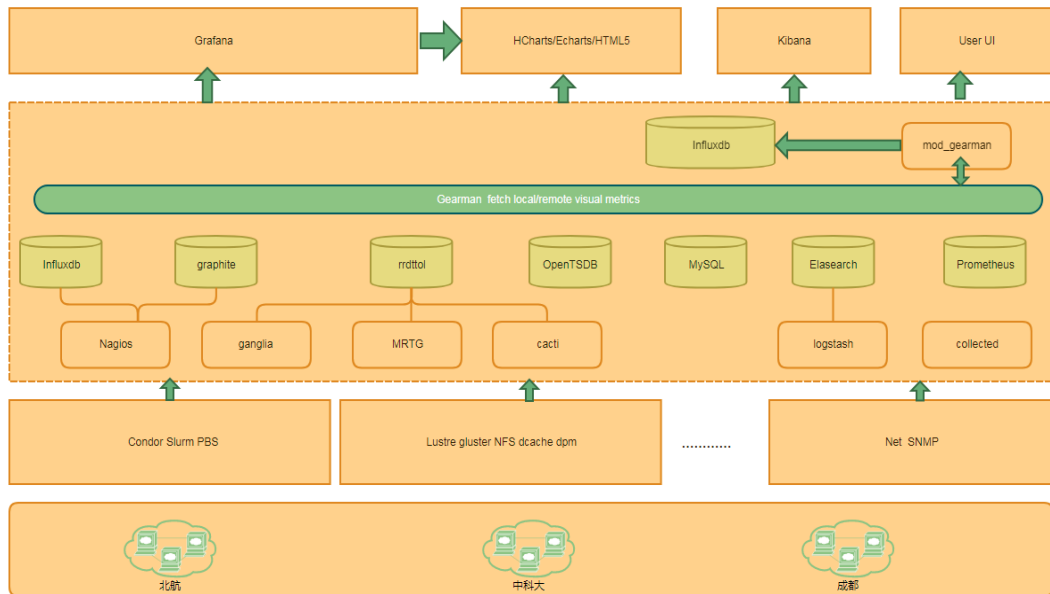 Grafana
HCharts/Echarts/HTML5
Kibana
User UI
Influxdb
mod_gearman
Gearman fetch local/remote visual metrics
Influxdb
graphite
rrdttol
OpenTSDB
MySQL
Elasearch
Prometheus
Nagios
ganglia
MRTG
cacti
logstash
collected
Condor Slurm PBS
Lustre gluster NFS dcache dpm
............
Net SNMP
北航
中科大
成都